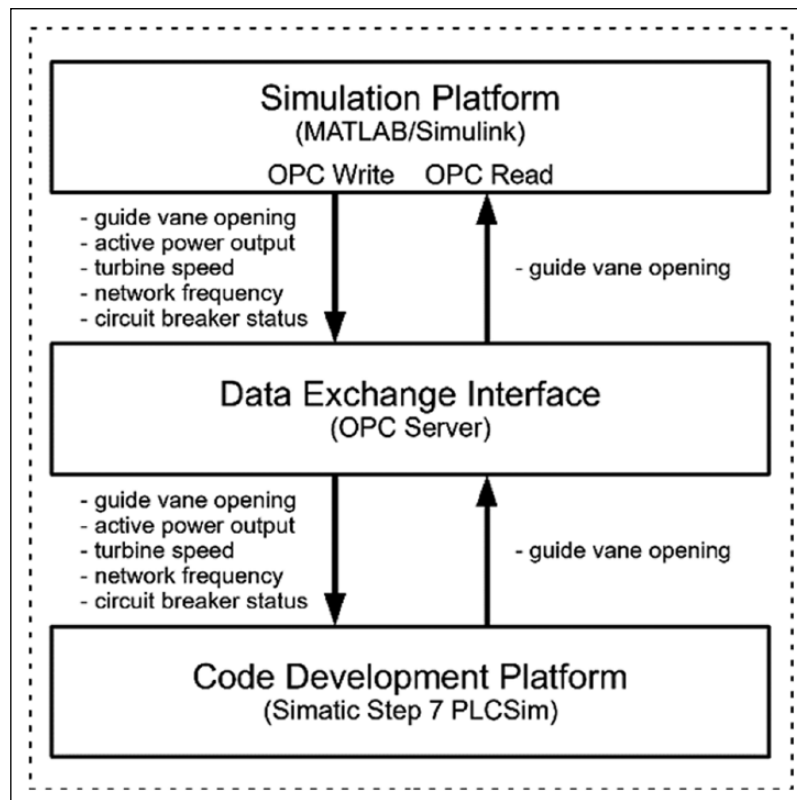 Simulation Platform
(MATLAB/Simulink)
OPC Write OPC Read
- guide vane opening
- active power output
- turbine speed
- network frequency
- circuit breaker status
- guide vane opening
Data Exchange Interface
(OPC Server)
- guide vane opening
- active power output
- turbine speed
- network frequency
- circuit breaker status
- guide vane opening
Code Development Platform
(Simatic Step 7 PLCSim)